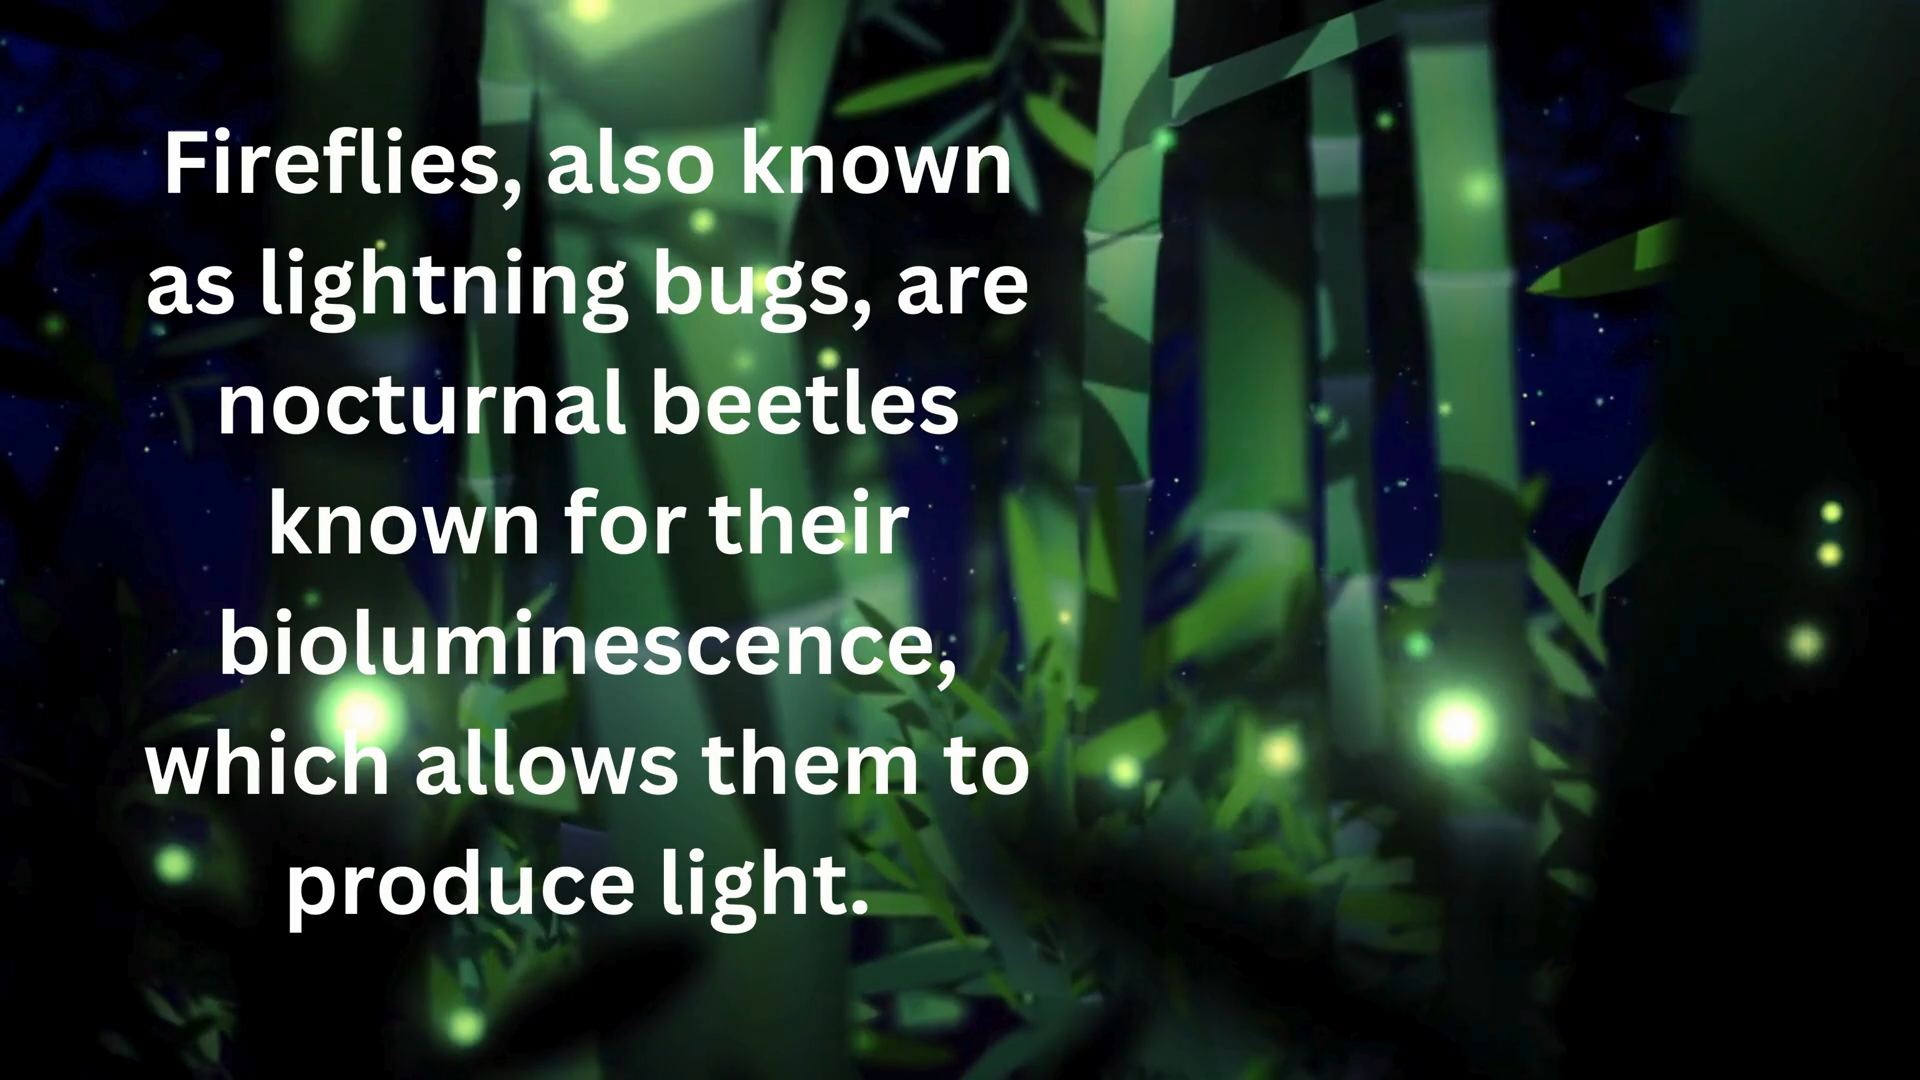 Fireflies, also known
as lightning bugs, are
nocturnal beetles
known for their
bioluminescence,
which allows them to
produce light.